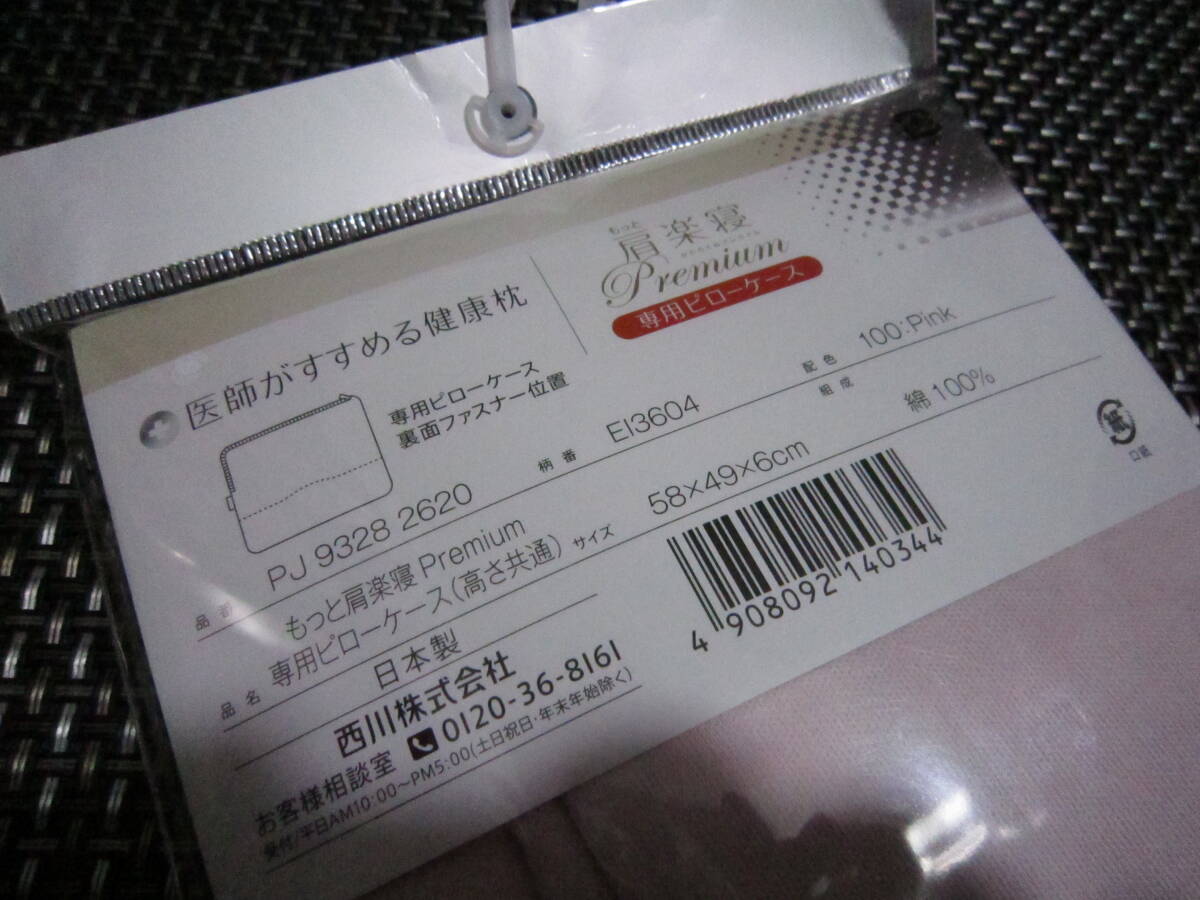 医師がすすめる健康枕
もっと
肩楽寝
Premium
専用ピローケース
専用ピローケース
裏面ファスナー位置
品番 PJ 9328 2620 柄番 EI3604 配色 100:Pink
品名 もっと肩楽寝 Premium
専用ピローケース(高さ共通) サイズ 58×49×6cm 組成 綿100%
日本製
西川株式会社
お客様相談室 0120-36-8161
受付/平日AM10:00〜PM5:00(土日祝日・年末年始除く)
4 908092 140344
紙
口紙